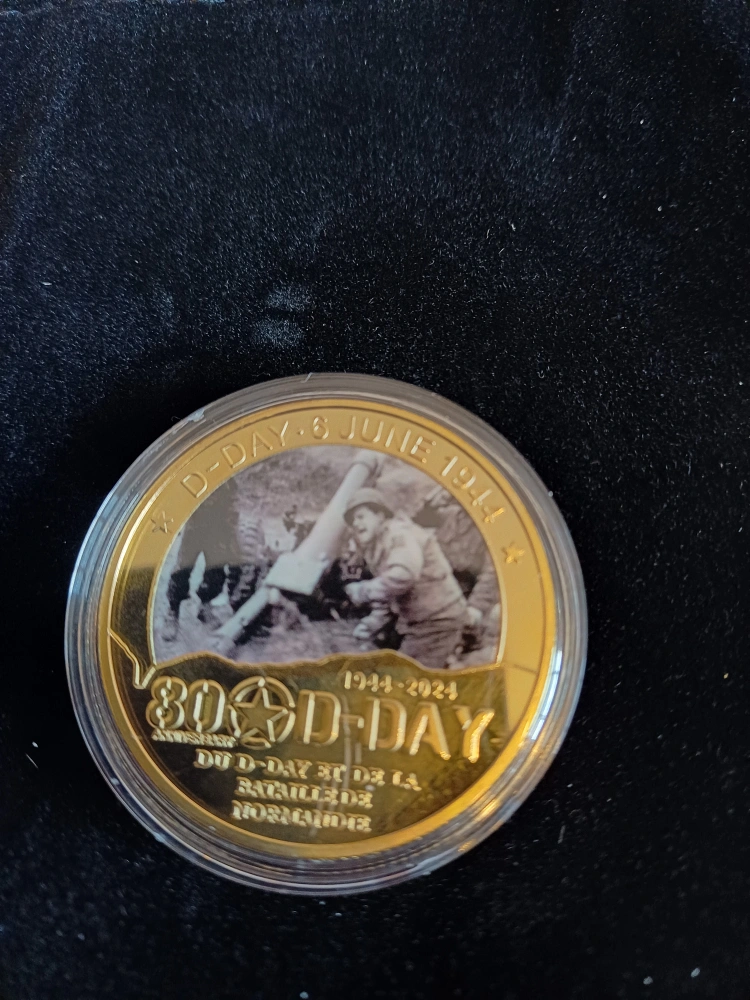 D-DAY · 6 JUNE 1944
1944-2024
80 D-DAY
DU D-DAY ET DE LA
BATAILLE DE
NORMANDIE